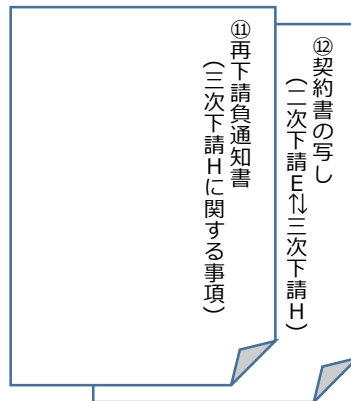 ⑫契約書の写し
（二次下請E⇄三次下請H）
⑪再下請負通知書
（三次下請Hに関する事項）